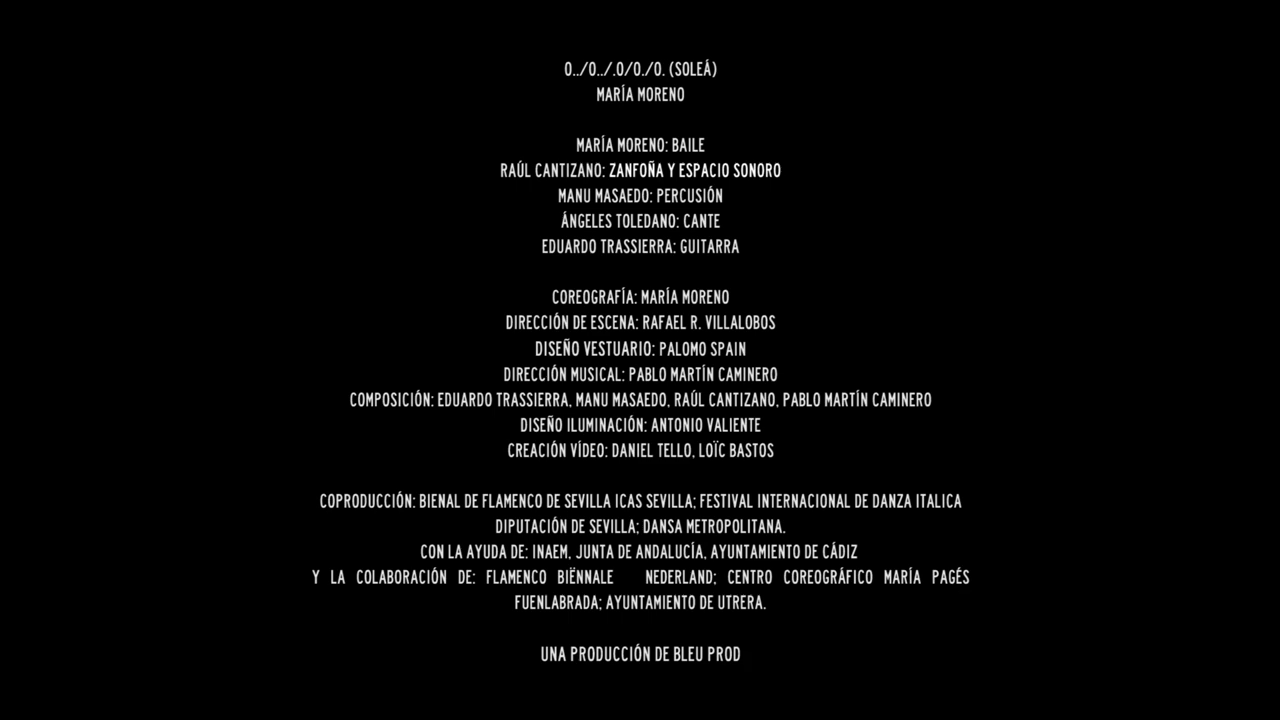 O../O../.O/O./O. (SOLEÁ)
MARÍA MORENO
MARÍA MORENO: BAILE
RAÚL CANTIZANO: ZANFOÑA Y ESPACIO SONORO
MANU MASAEDO: PERCUSIÓN
ÁNGELES TOLEDANO: CANTE
EDUARDO TRASSIERRA: GUITARRA
COREOGRAFÍA: MARÍA MORENO
DIRECCIÓN DE ESCENA: RAFAEL R. VILLALOBOS
DISEÑO VESTUARIO: PALOMO SPAIN
DIRECCIÓN MUSICAL: PABLO MARTÍN CAMINERO
COMPOSICIÓN: EDUARDO TRASSIERRA, MANU MASAEDO, RAÚL CANTIZANO, PABLO MARTÍN CAMINERO
DISEÑO ILUMINACIÓN: ANTONIO VALIENTE
CREACIÓN VÍDEO: DANIEL TELLO, LOÏC BASTOS
COPRODUCCIÓN: BIENAL DE FLAMENCO DE SEVILLA ICAS SEVILLA; FESTIVAL INTERNACIONAL DE DANZA ITALICA
DIPUTACIÓN DE SEVILLA; DANSA METROPOLITANA.
CON LA AYUDA DE: INAEM, JUNTA DE ANDALUCÍA, AYUNTAMIENTO DE CÁDIZ
Y LA COLABORACIÓN DE: FLAMENCO BIËNNALE NEDERLAND; CENTRO COREOGRÁFICO MARÍA PAGÉS
FUENLABRADA; AYUNTAMIENTO DE UTRERA.
UNA PRODUCCIÓN DE BLEU PROD